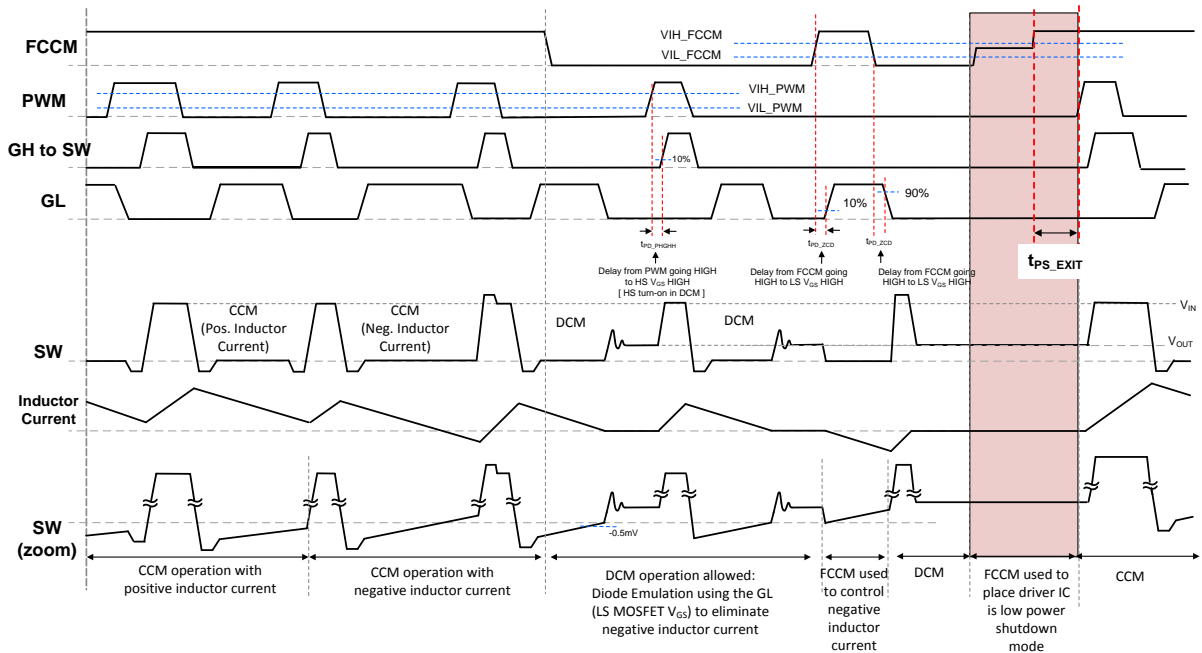 FCCM
VIH_FCCM
VIL_FCCM
PWM
VIH_PWM
VIL_PWM
GH to SW
10%
GL
10%
90%
tPD_PHGHH
tPD_ZCD
tPD_ZCD
tPS_EXIT
Delay from PWM going HIGH
to HS VGS HIGH
[ HS turn-on in DCM ]
Delay from FCCM going
HIGH to LS VGS HIGH
Delay from FCCM going
HIGH to LS VGS HIGH
SW
CCM
(Pos. Inductor
Current)
CCM
(Neg. Inductor
Current)
DCM
DCM
DCM
VIN
VOUT
Inductor
Current
SW
(zoom)
-0.5mV
CCM operation with
positive inductor current
CCM operation with
negative inductor current
DCM operation allowed:
Diode Emulation using the GL
(LS MOSFET VGS) to eliminate
negative inductor current
FCCM used
to control
negative
inductor
current
DCM
FCCM used to
place driver IC
is low power
shutdown
mode
CCM